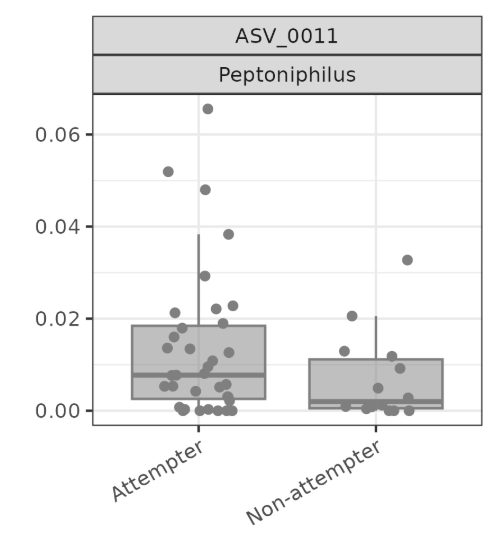 ASV_0011
Peptoniphilus
0.06
0.04
0.02
0.00
Attempter
Non-attempter